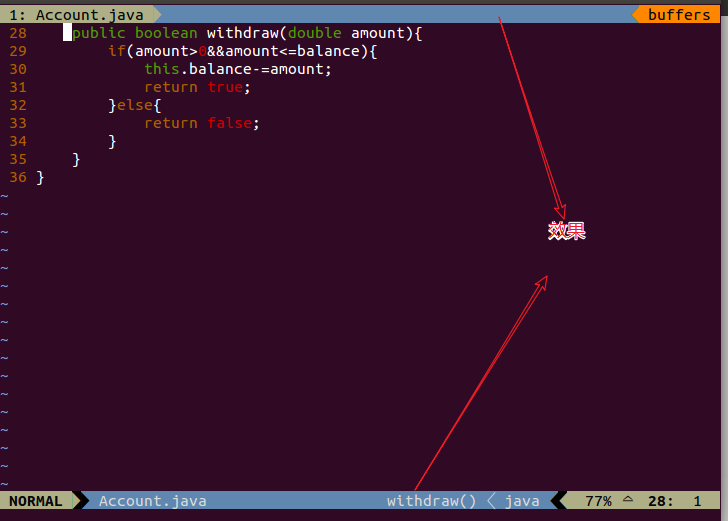 1: Account.java buffers
28 public boolean withdraw(double amount){
29 if(amount>0&&amount<=balance){
30 this.balance-=amount;
31 return true;
32 }else{
33 return false;
34 }
35 }
36 }
~
~
~
效果
~
~
~
~
~
~
~
~
~
~
~
~
~
~
NORMAL Account.java withdraw() < java 77% 28: 1